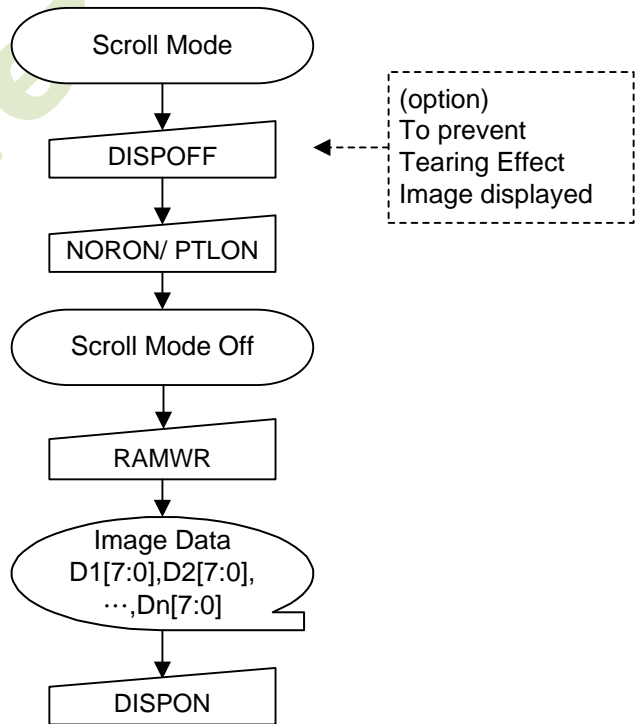 Scroll Mode
(option)
To prevent
Tearing Effect
Image displayed
DISPOFF
NORON/ PTLON
Scroll Mode Off
RAMWR
Image Data
D1[7:0],D2[7:0],
⋯,Dn[7:0]
DISPON